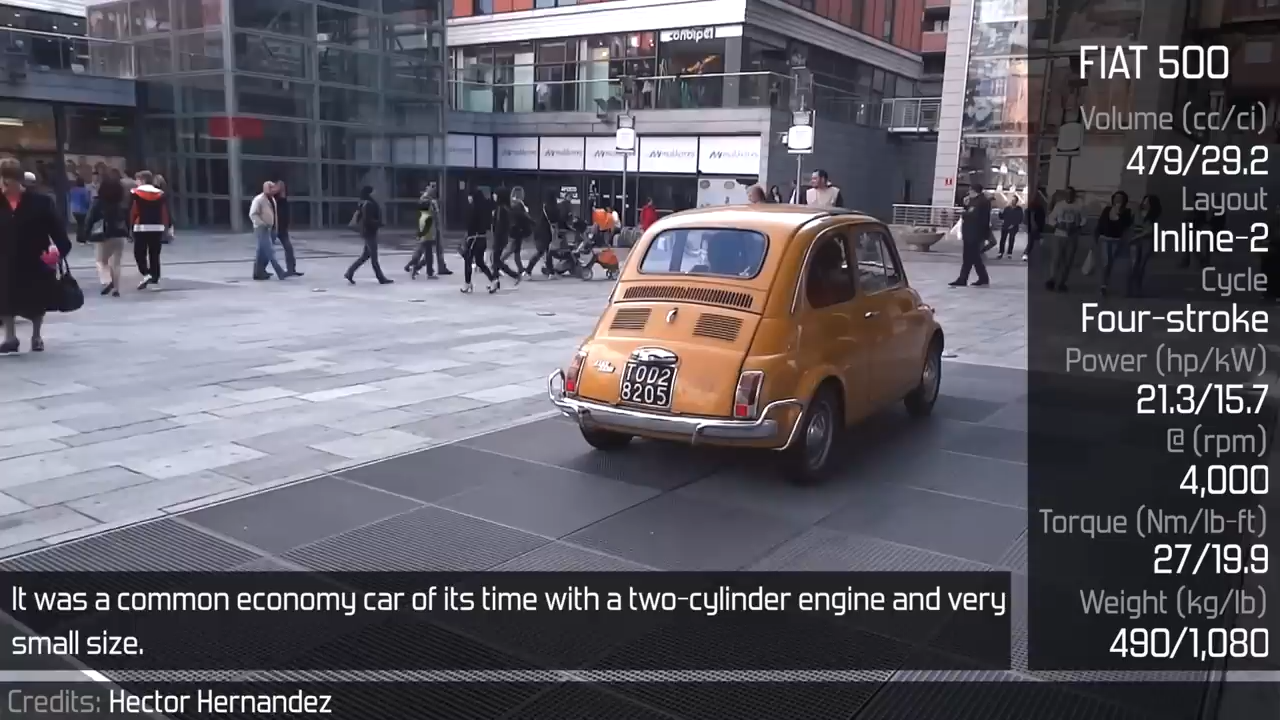 conbipel
FIAT 500
Volume (cc/ci)
479/29.2
Layout
Inline-2
Cycle
Four-stroke
Power (hp/kW)
21.3/15.7
@ (rpm)
4,000
Torque (Nm/lb-ft)
27/19.9
Weight (kg/lb)
490/1,080
TO D2
8205
It was a common economy car of its time with a two-cylinder engine and very
small size.
Credits: Hector Hernandez